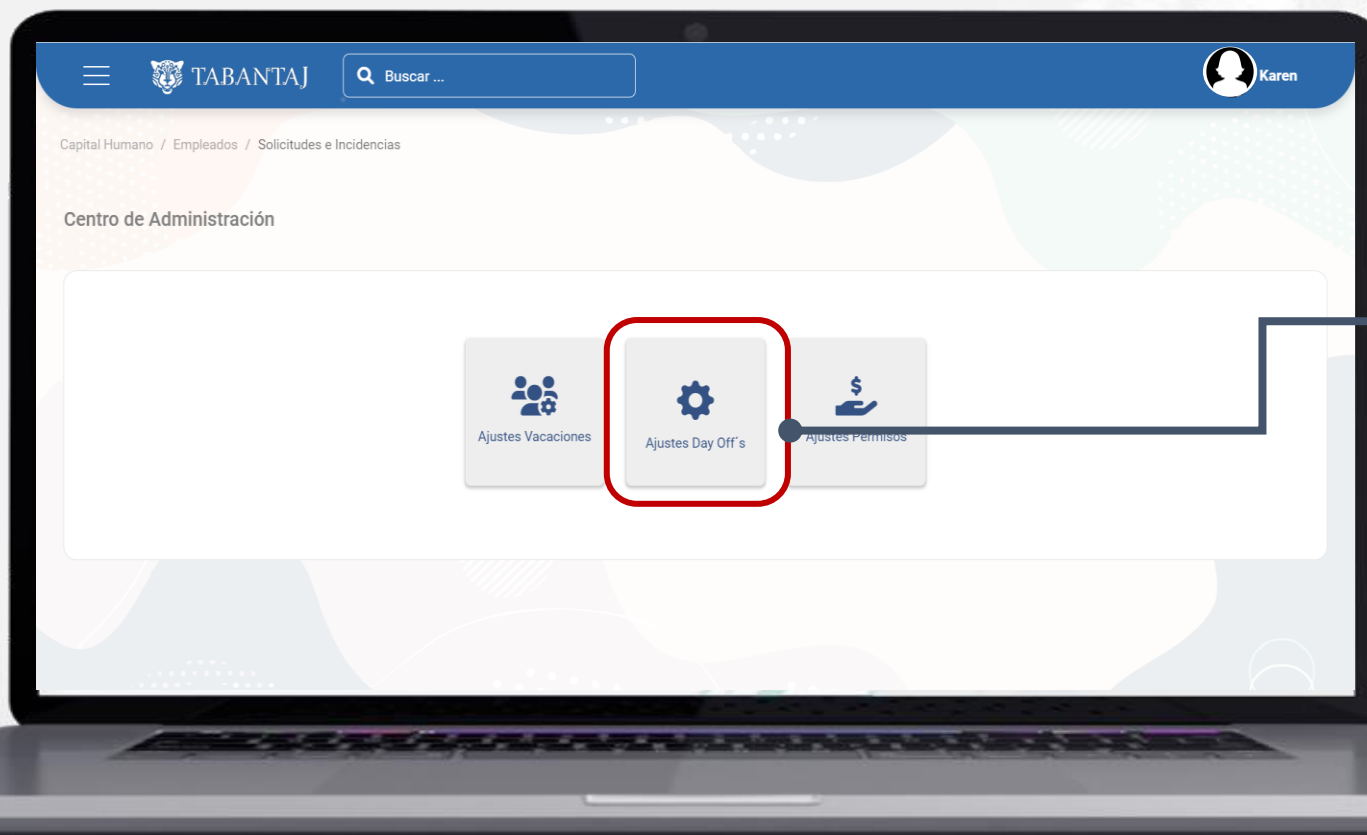 TABANTAJ
Buscar ...
Karen
Capital Humano / Empleados / Solicitudes e Incidencias
Centro de Administración
Ajustes Vacaciones
Ajustes Day Off´s
Ajustes Permisos